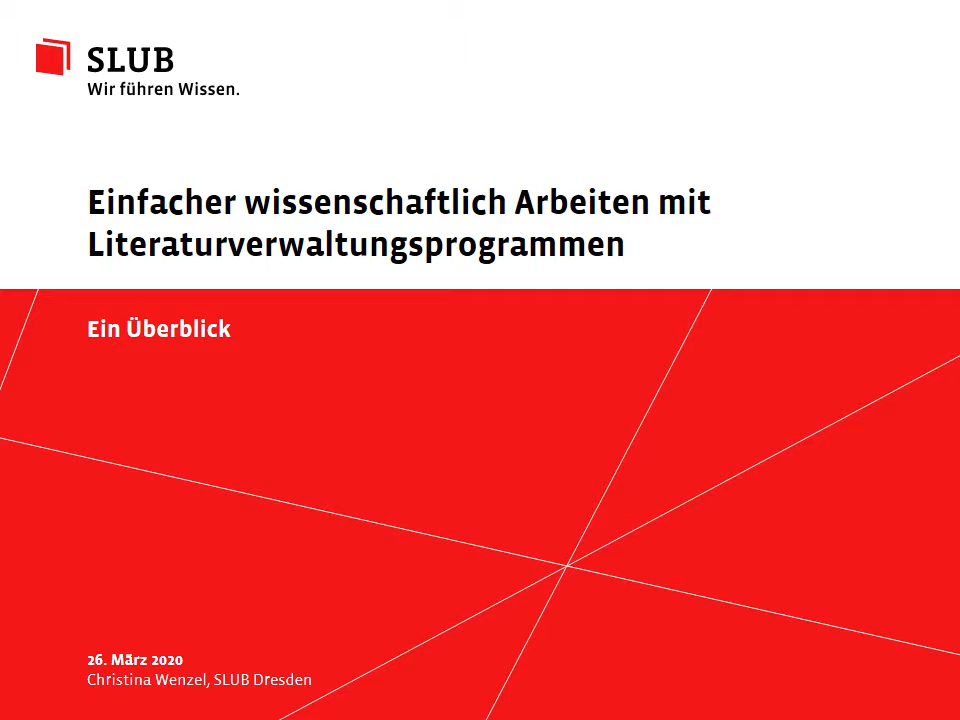 SLUB
Wir führen Wissen.
Einfacher wissenschaftlich Arbeiten mit
Literaturverwaltungsprogrammen
Ein Überblick
26. März 2020
Christina Wenzel, SLUB Dresden